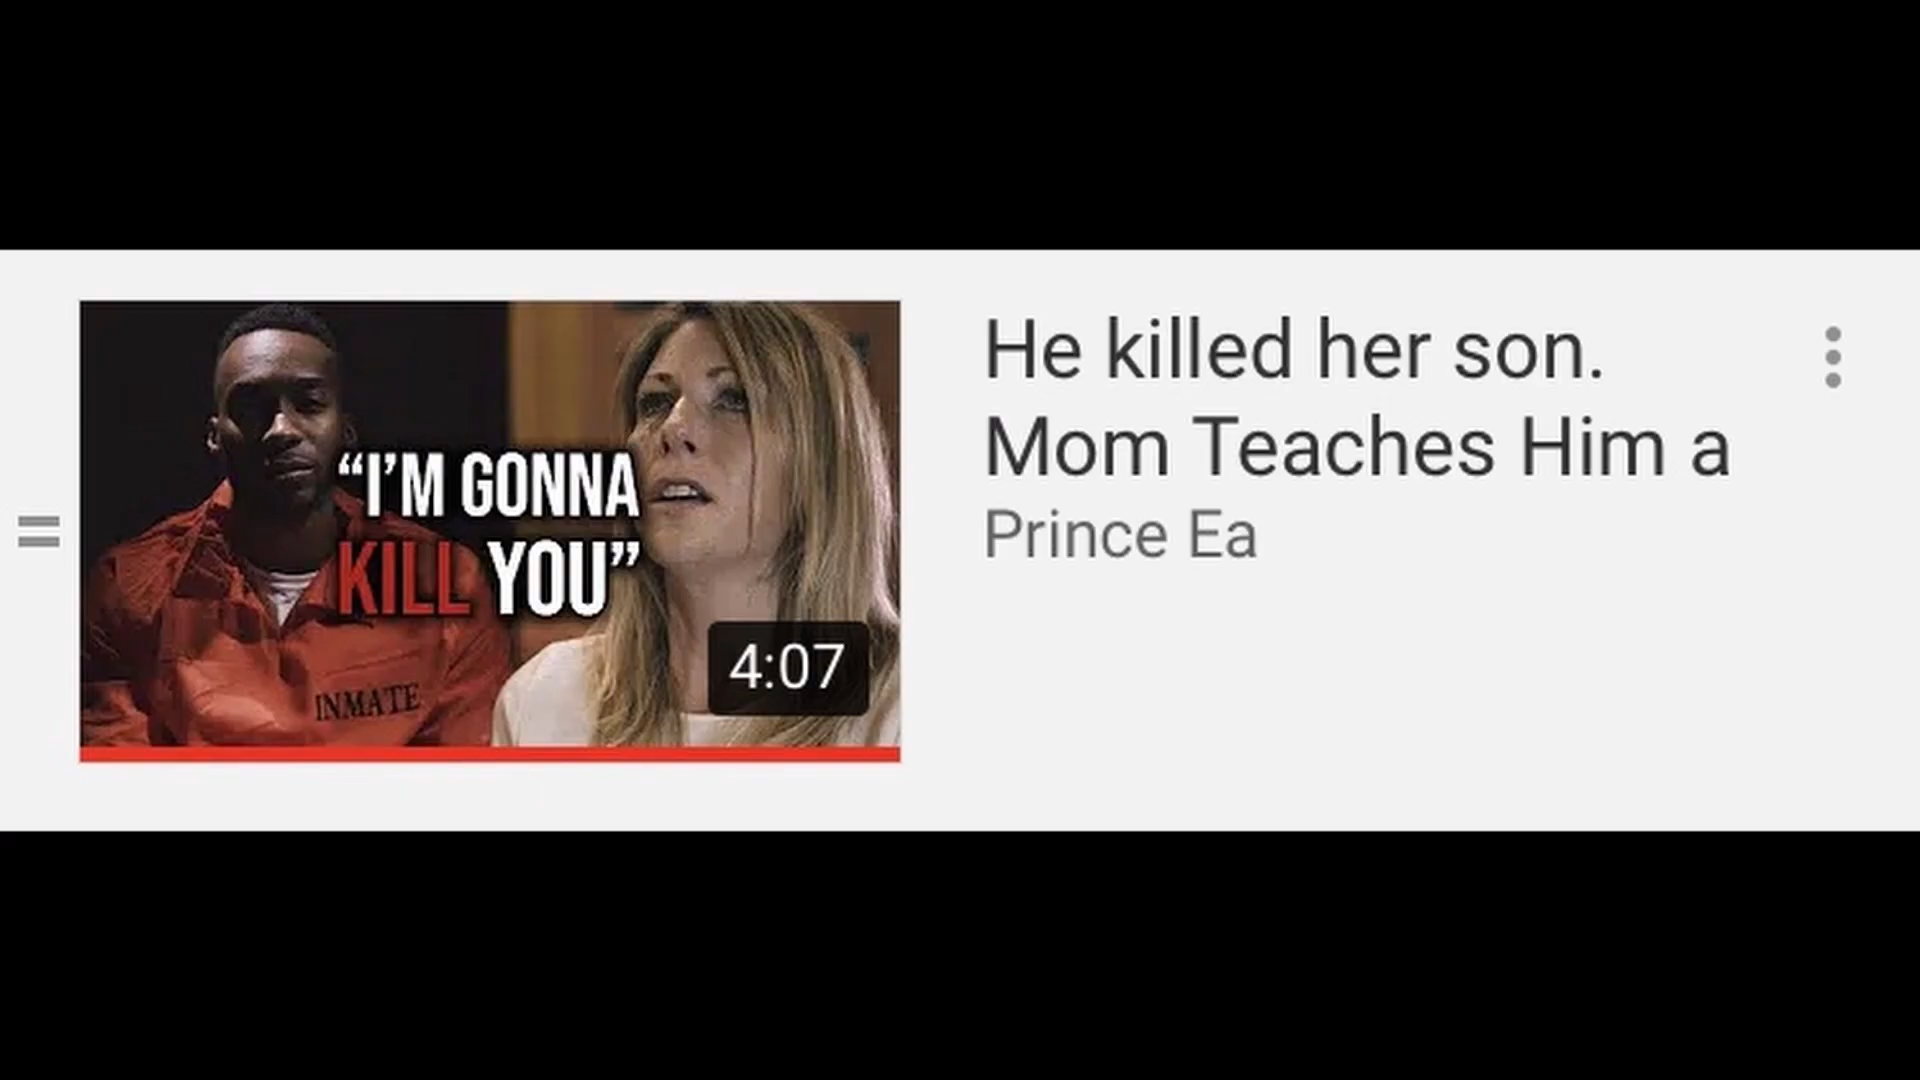 “I’M GONNA
KILL YOU”
INMATE
4:07
He killed her son.
Mom Teaches Him a
Prince Ea